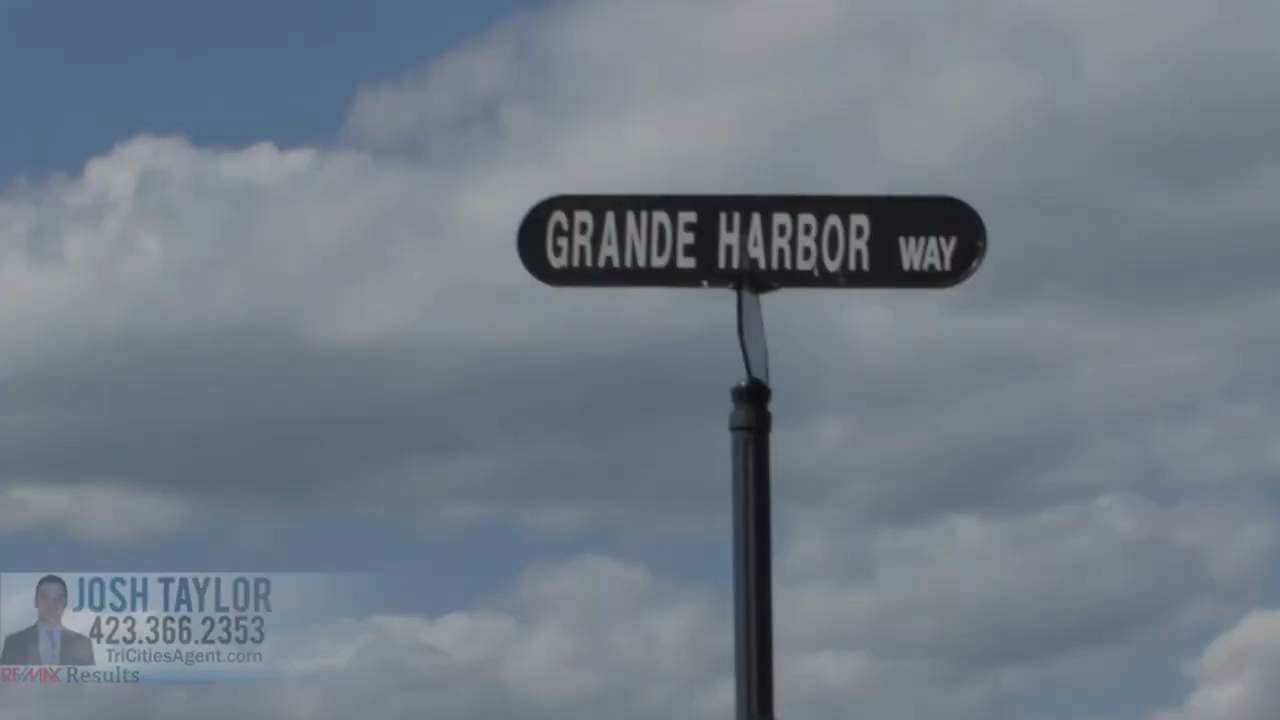 GRANDE HARBOR WAY
JOSH TAYLOR
423.366.2353
TriCitiesAgent.com
RE/MAX Results